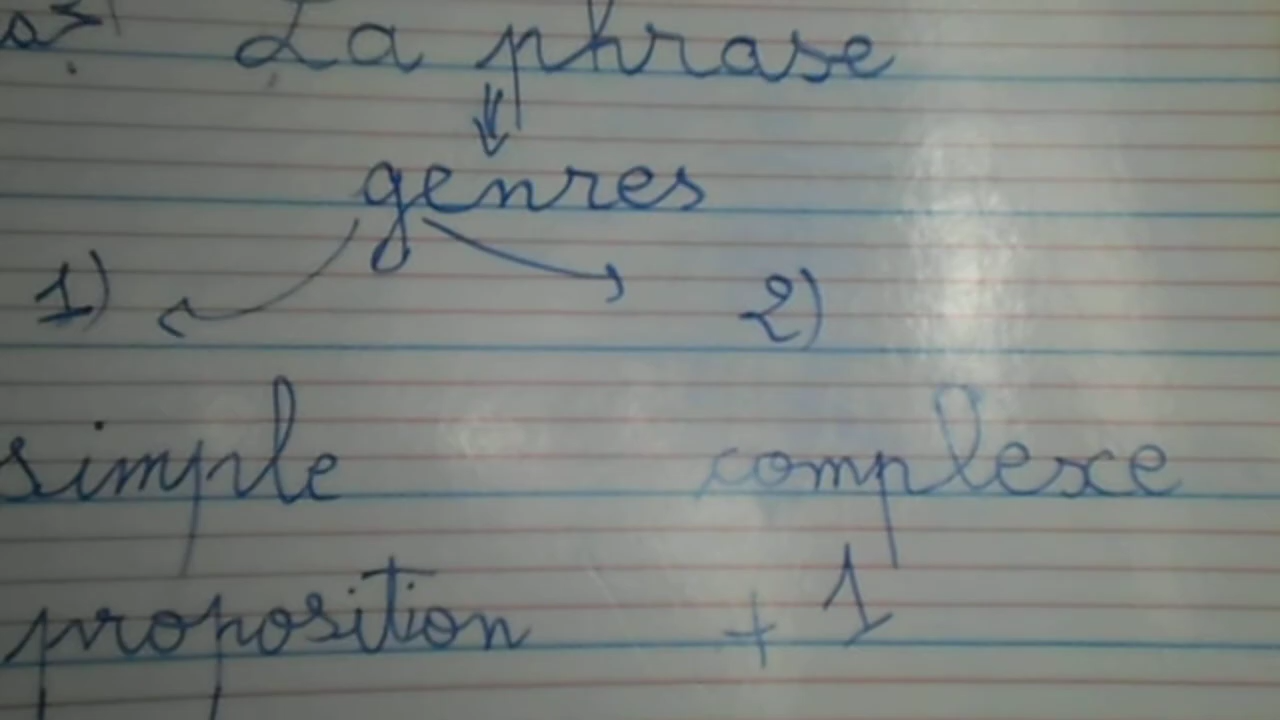 La phrase
genres
1) 2)
simple complexe
proposition + 1